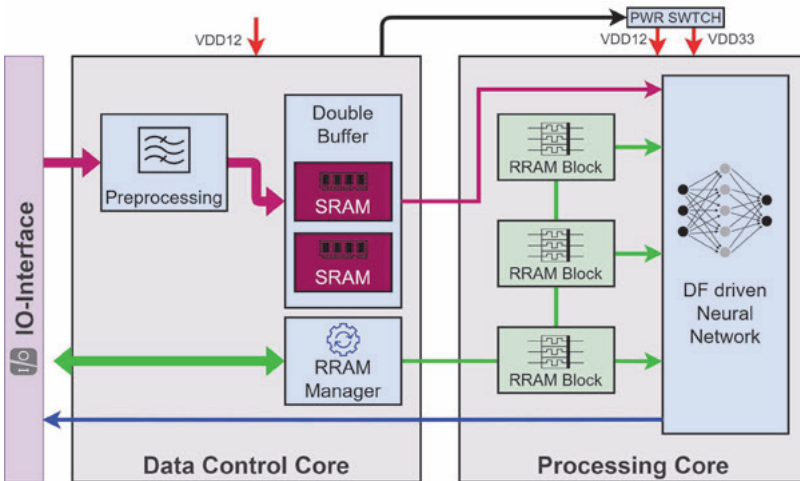 PWR SWTCH
VDD12
VDD12
VDD33
Double
Buffer
Preprocessing
SRAM
SRAM
RRAM Block
RRAM Block
RRAM Block
DF driven
Neural
Network
RRAM
Manager
I/O
IO-Interface
Data Control Core
Processing Core